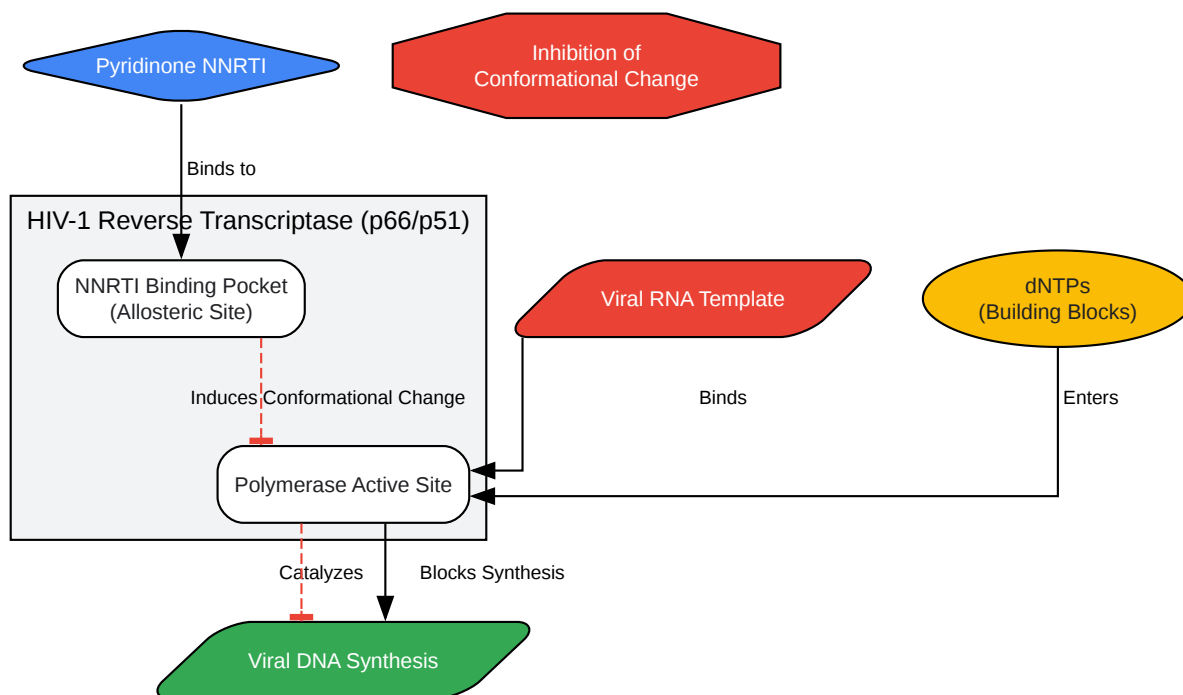 Pyridinone NNRTI
Inhibition of
Conformational Change
Binds to
HIV-1 Reverse Transcriptase (p66/p51)
NNRTI Binding Pocket
(Allosteric Site)
Viral RNA Template
dNTPs
(Building Blocks)
Induces Conformational Change
Binds
Enters
Polymerase Active Site
Catalyzes
Blocks Synthesis
Viral DNA Synthesis